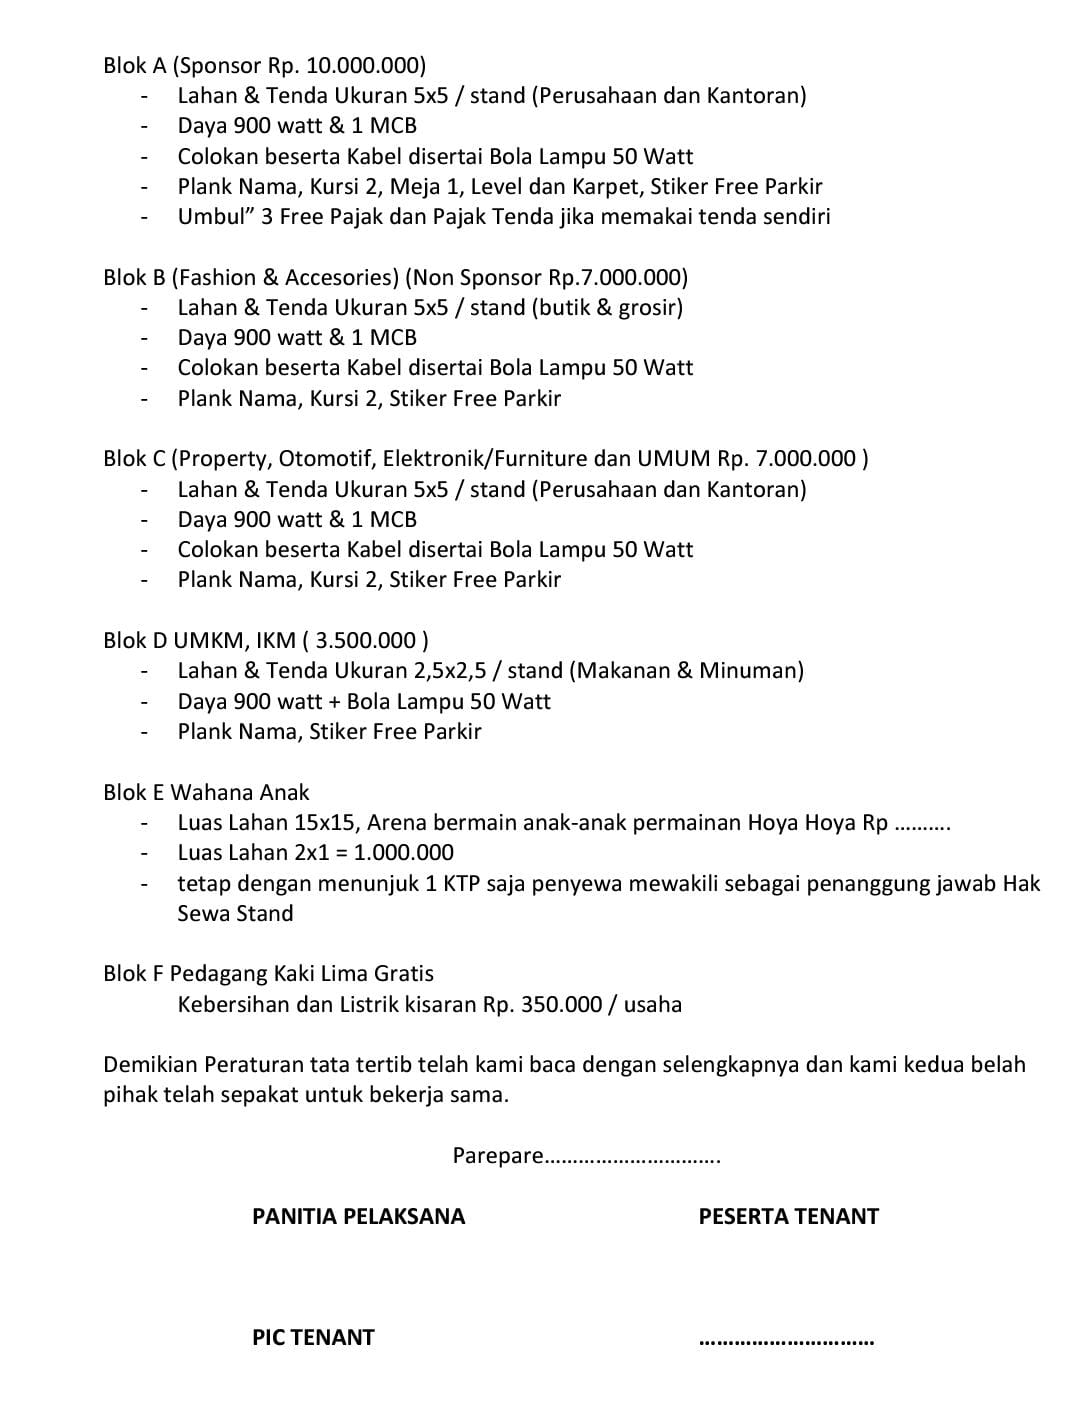 Blok A (Sponsor Rp. 10.000.000)
- Lahan & Tenda Ukuran 5x5 / stand (Perusahaan dan Kantoran)
- Daya 900 watt & 1 MCB
- Colokan beserta Kabel disertai Bola Lampu 50 Watt
- Plank Nama, Kursi 2, Meja 1, Level dan Karpet, Stiker Free Parkir
- Umbul” 3 Free Pajak dan Pajak Tenda jika memakai tenda sendiri
Blok B (Fashion & Accesories) (Non Sponsor Rp.7.000.000)
- Lahan & Tenda Ukuran 5x5 / stand (butik & grosir)
- Daya 900 watt & 1 MCB
- Colokan beserta Kabel disertai Bola Lampu 50 Watt
- Plank Nama, Kursi 2, Stiker Free Parkir
Blok C (Property, Otomotif, Elektronik/Furniture dan UMUM Rp. 7.000.000 )
- Lahan & Tenda Ukuran 5x5 / stand (Perusahaan dan Kantoran)
- Daya 900 watt & 1 MCB
- Colokan beserta Kabel disertai Bola Lampu 50 Watt
- Plank Nama, Kursi 2, Stiker Free Parkir
Blok D UMKM, IKM ( 3.500.000 )
- Lahan & Tenda Ukuran 2,5x2,5 / stand (Makanan & Minuman)
- Daya 900 watt + Bola Lampu 50 Watt
- Plank Nama, Stiker Free Parkir
Blok E Wahana Anak
- Luas Lahan 15x15, Arena bermain anak-anak permainan Hoya Hoya Rp ..........
- Luas Lahan 2x1 = 1.000.000
- tetap dengan menunjuk 1 KTP saja penyewa mewakili sebagai penanggung jawab Hak
Sewa Stand
Blok F Pedagang Kaki Lima Gratis
Kebersihan dan Listrik kisaran Rp. 350.000 / usaha
Demikian Peraturan tata tertib telah kami baca dengan selengkapnya dan kami kedua belah
pihak telah sepakat untuk bekerja sama.
Parepare..............................
PANITIA PELAKSANA PESERTA TENANT
PIC TENANT ..............................